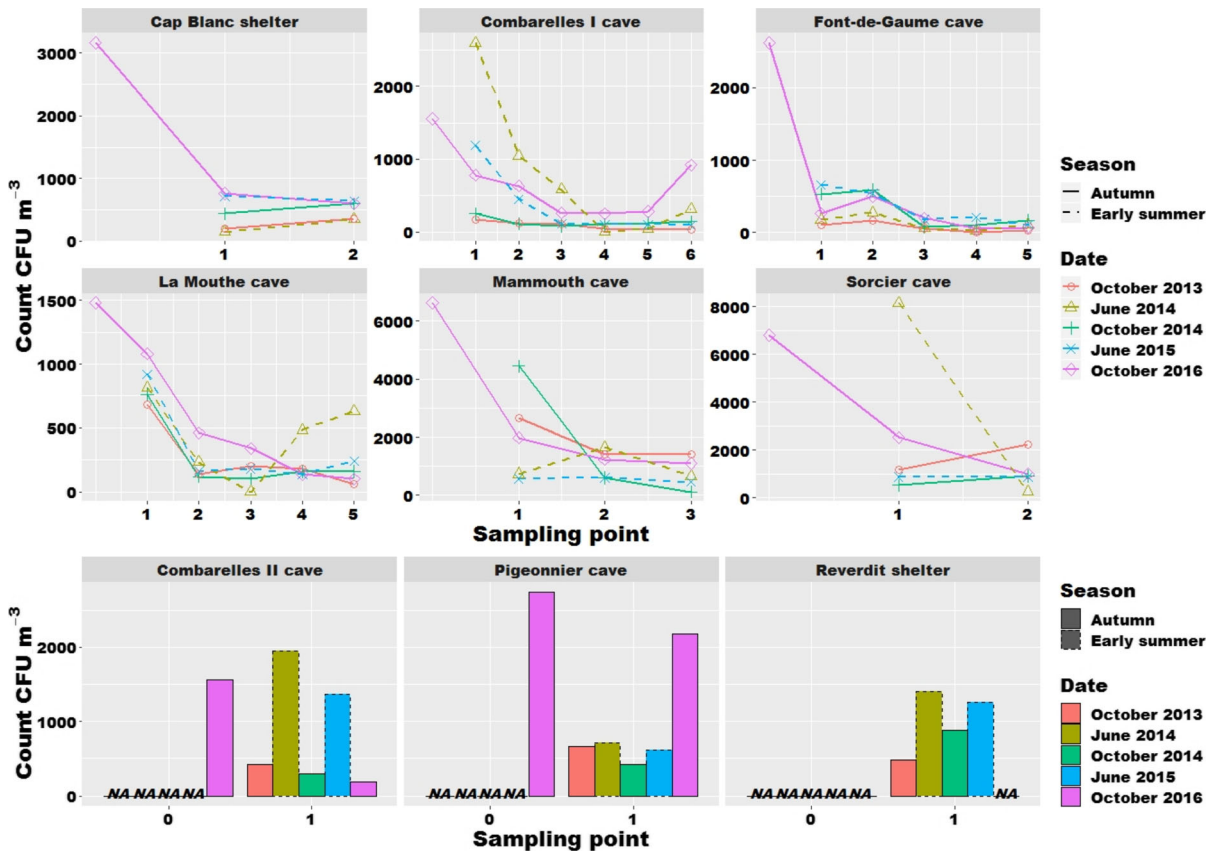 Cap Blanc shelter Combarelles I cave Font-de-Gaume cave
3000
2000
1000
0
1 2
2000
1000
0
1 2 3 4 5 6
2000
1000
0
1 2 3 4 5
La Mouthe cave Mammouth cave Sorcier cave
1500
1000
500
0
1 2 3 4 5
6000
4000
2000
0
1 2 3
8000
6000
4000
2000
0
1 2
Count CFU m⁻³
Sampling point
Season
Autumn
Early summer
Date
October 2013
June 2014
October 2014
June 2015
October 2016
Combarelles II cave Pigeonnier cave Reverdit shelter
2000
1000
0
NA NA NA NA
NA NA NA NA
NA NA NA NA NA NA
0 1 0 1 0 1
Count CFU m⁻³
Sampling point
Season
Autumn
Early summer
Date
October 2013
June 2014
October 2014
June 2015
October 2016